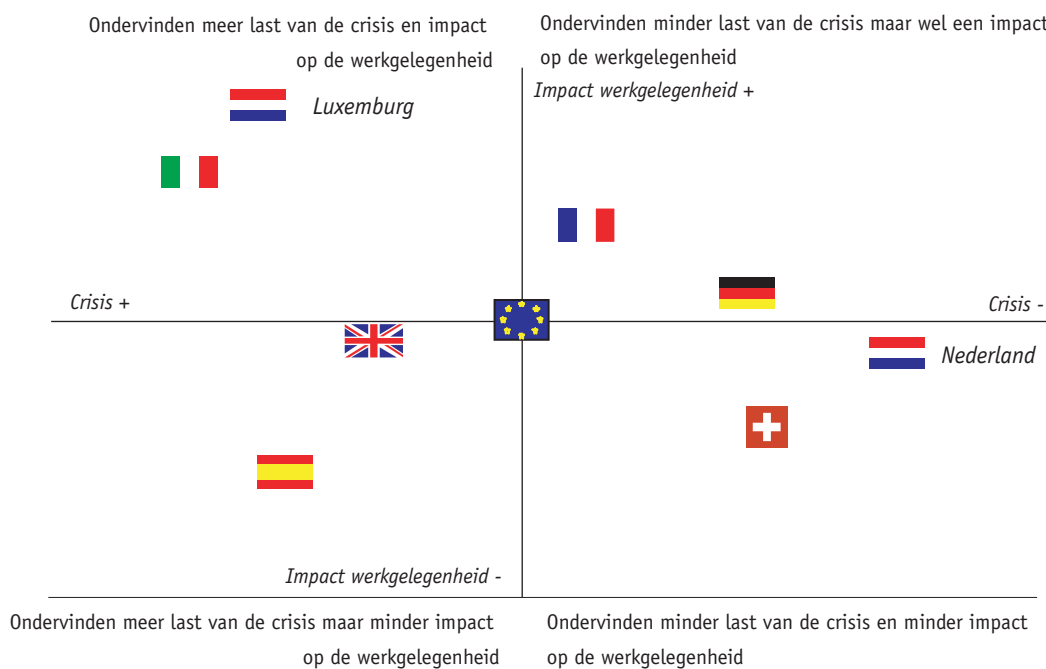 Ondervinden meer last van de crisis en impact
op de werkgelegenheid
Ondervinden minder last van de crisis maar wel een impact
op de werkgelegenheid
Impact werkgelegenheid +
Luxemburg
Crisis +
Crisis -
Nederland
Impact werkgelegenheid -
Ondervinden meer last van de crisis maar minder impact
op de werkgelegenheid
Ondervinden minder last van de crisis en minder impact
op de werkgelegenheid